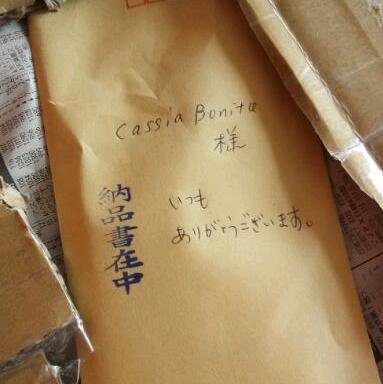 Cassia Bonita
様
いつも
ありがとうございます。
納品書在中